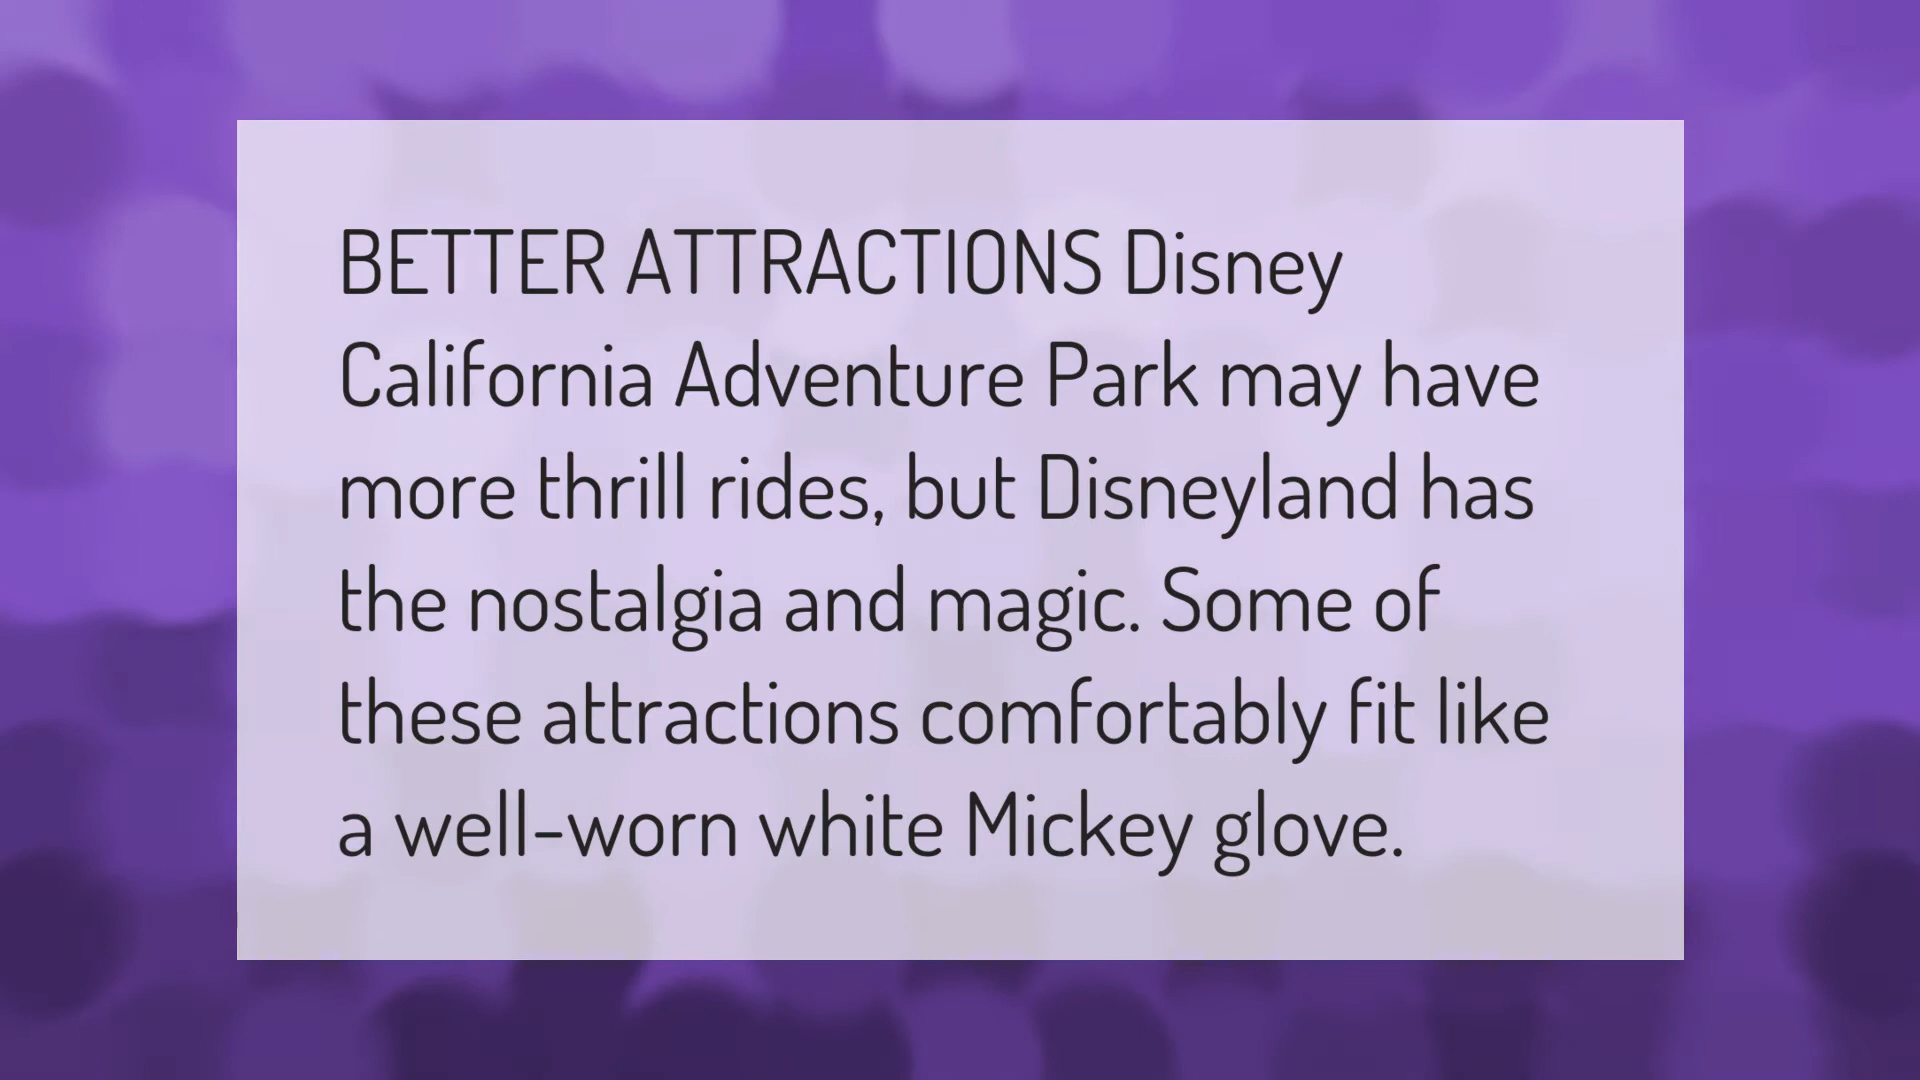 BETTER ATTRACTIONS Disney
California Adventure Park may have
more thrill rides, but Disneyland has
the nostalgia and magic. Some of
these attractions comfortably fit like
a well-worn white Mickey glove.